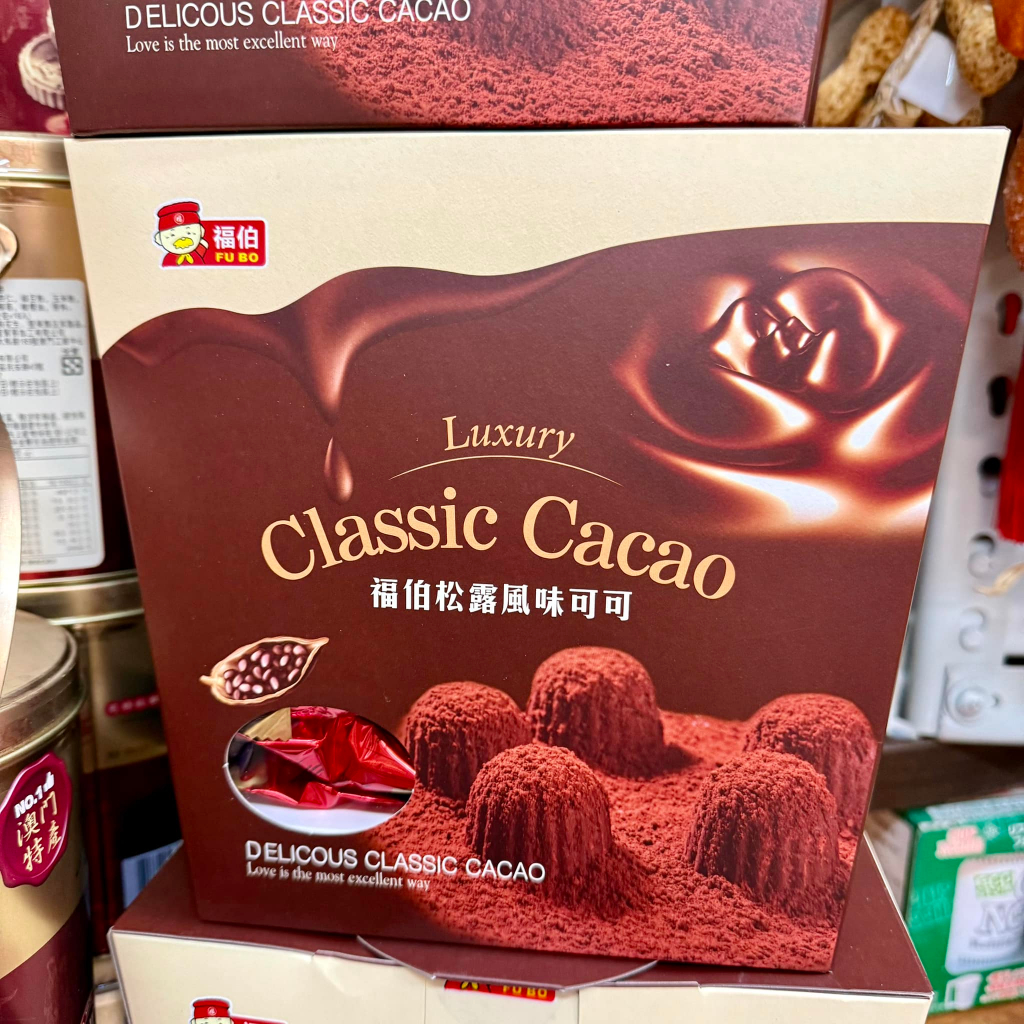 DELICOUS CLASSIC CACAO
Love is the most excellent way
福伯
FU BO
Luxury
Classic Cacao
福伯松露風味可可
NO.1
澳門
特產
DELICOUS CLASSIC CACAO
Love is the most excellent way
FU BO